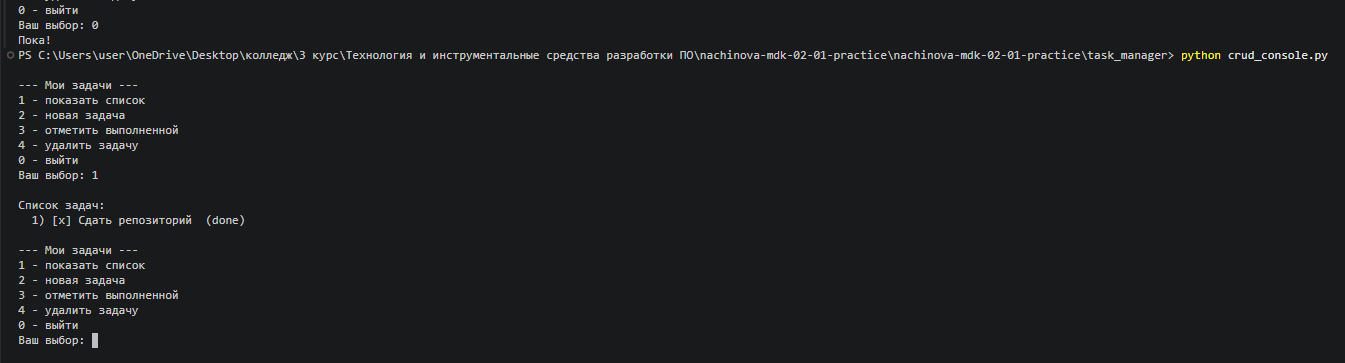 0 - выйти
Ваш выбор: 0
Пока!
PS C:\Users\user\OneDrive\Desktop\колледж\3 курс\Технология и инструментальные средства разработки ПО\nachinova-mdk-02-01-practice\nachinova-mdk-02-01-practice\task_manager> python crud_console.py
--- Мои задачи ---
1 - показать список
2 - новая задача
3 - отметить выполненной
4 - удалить задачу
0 - выйти
Ваш выбор: 1
Список задач:
1) [x] Сдать репозиторий (done)
--- Мои задачи ---
1 - показать список
2 - новая задача
3 - отметить выполненной
4 - удалить задачу
0 - выйти
Ваш выбор: